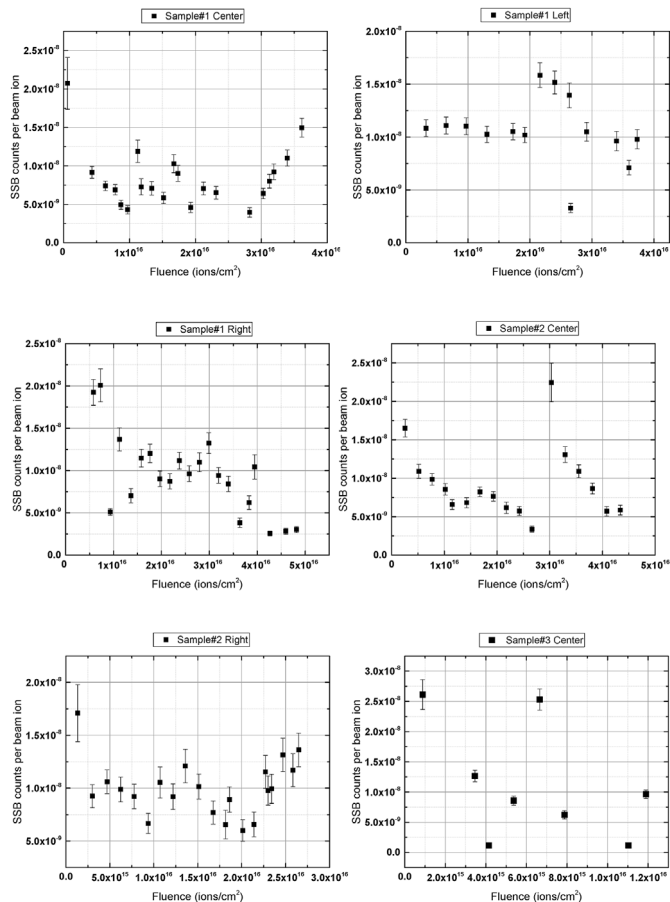 Sample#1 Center
2.5x10⁻⁸
2.0x10⁻⁸
1.5x10⁻⁸
1.0x10⁻⁸
5.0x10⁻⁹
0.0
SSB counts per beam ion
0 1x10¹⁶ 2x10¹⁶ 3x10¹⁶ 4x10¹⁶
Fluence (ions/cm²)
Sample#1 Left
2.0x10⁻⁸
1.5x10⁻⁸
1.0x10⁻⁸
5.0x10⁻⁹
0.0
SSB counts per beam ion
0 1x10¹⁶ 2x10¹⁶ 3x10¹⁶ 4x10¹⁶
Fluence (ions/cm²)
Sample#1 Right
2.5x10⁻⁸
2.0x10⁻⁸
1.5x10⁻⁸
1.0x10⁻⁸
5.0x10⁻⁹
0.0
SSB counts per beam ion
0 1x10¹⁶ 2x10¹⁶ 3x10¹⁶ 4x10¹⁶ 5x10¹⁶
Fluence (ions/cm²)
Sample#2 Center
2.5x10⁻⁸
2.0x10⁻⁸
1.5x10⁻⁸
1.0x10⁻⁸
5.0x10⁻⁹
0.0
SSB counts per beam ion
0 1x10¹⁶ 2x10¹⁶ 3x10¹⁶ 4x10¹⁶ 5x10¹⁶
Fluence (ions/cm²)
Sample#2 Right
2.0x10⁻⁸
1.5x10⁻⁸
1.0x10⁻⁸
5.0x10⁻⁹
SSB counts per beam ion
0.0 5.0x10¹⁵ 1.0x10¹⁶ 1.5x10¹⁶ 2.0x10¹⁶ 2.5x10¹⁶ 3.0x10¹⁶
Fluence (ions/cm²)
Sample#3 Center
3.0x10⁻⁸
2.5x10⁻⁸
2.0x10⁻⁸
1.5x10⁻⁸
1.0x10⁻⁸
5.0x10⁻⁹
0.0
SSB counts per beam ion
0.0 2.0x10¹⁵ 4.0x10¹⁵ 6.0x10¹⁵ 8.0x10¹⁵ 1.0x10¹⁶ 1.2x10¹⁶
Fluence (ions/cm²)